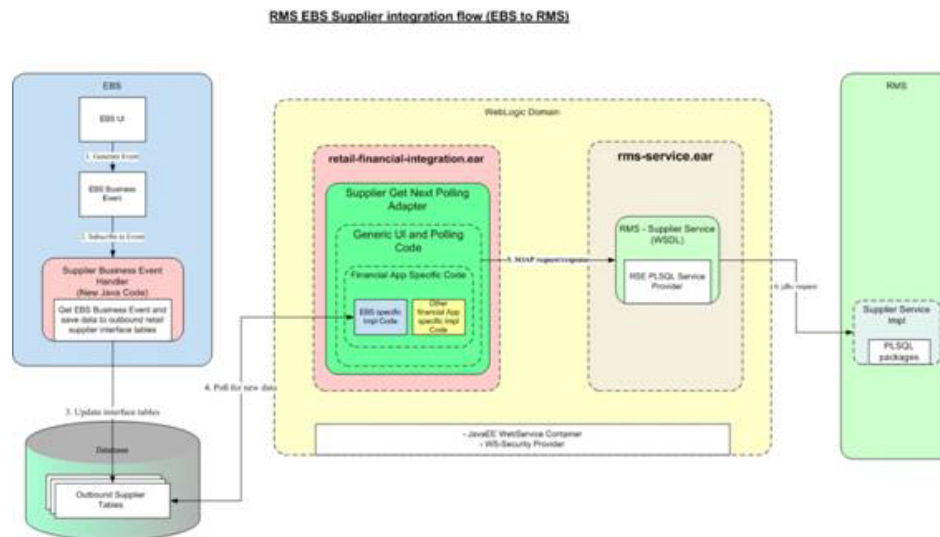 RMS EBS Supplier integration flow (EBS to RMS)
EBS
EBS UI
1. Generate Event
EBS Business
Event
2. Subscribe to Event
Supplier Business Event
Handler
(New Java Code)
Get EBS Business Event and
save data to outbound retail
supplier interface tables
3. Update interface tables
Database
Outbound Supplier
Tables
4. Poll for new data
WebLogic Domain
retail-financial-integration.ear
Supplier Get Next Polling
Adapter
Generic UI and Polling
Code
Financial App Specific Code
EBS specific
Impl Code
Other
financial App
specific Impl
Code
5. SOAP request/response
rms-service.ear
RMS - Supplier Service
(WSDL)
RSE PLSQL Service
Provider
- JavaEE WebService Container
- WS-Security Provider
6. jdbc request
RMS
Supplier Service
Impl
PLSQL
packages